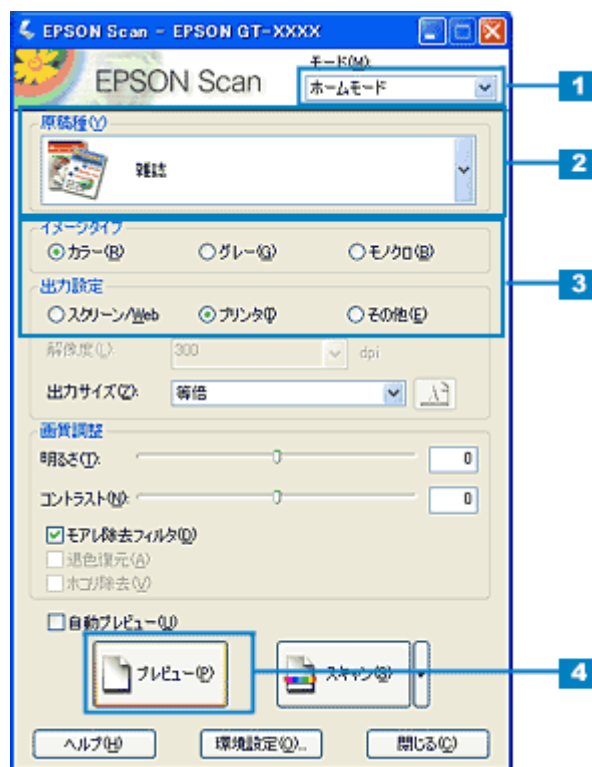 EPSON Scan - EPSON GT-XXXX
EPSON Scan
モード(M):
ホームモード
1
原稿種(Y)
雑誌
2
イメージタイプ
カラー(R) グレー(G) モノクロ(B)
3
出力設定
スクリーン/Web プリンタ(I) その他(E)
解像度(L): 300 dpi
出力サイズ(Z): 等倍
画質調整
明るさ(T): 0
コントラスト(N): 0
モアレ除去フィルタ(D)
退色復元(A)
ホコリ除去(V)
自動プレビュー(U)
プレビュー(P) スキャン(S)
4
ヘルプ(H) 環境設定(O)... 閉じる(C)